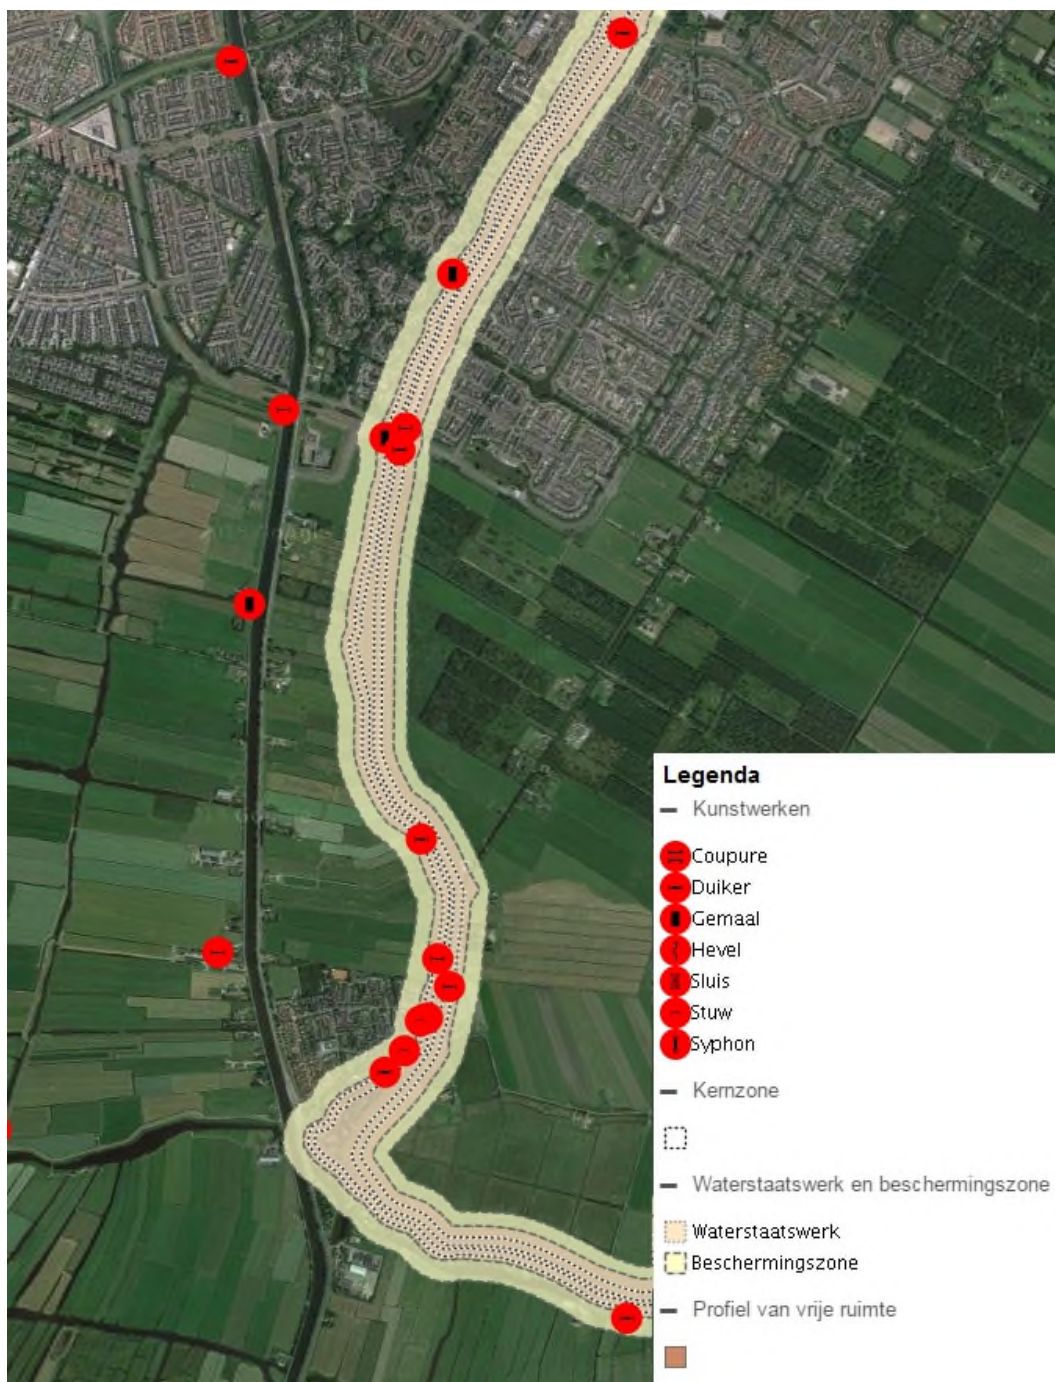 Legenda
Kunstwerken
Coupure
Duiker
Gemaal
Hevel
Sluis
Stuw
Syphon
Kernzone
Waterstaatswerk en beschermingszone
Waterstaatswerk
Beschermingszone
Profiel van vrije ruimte